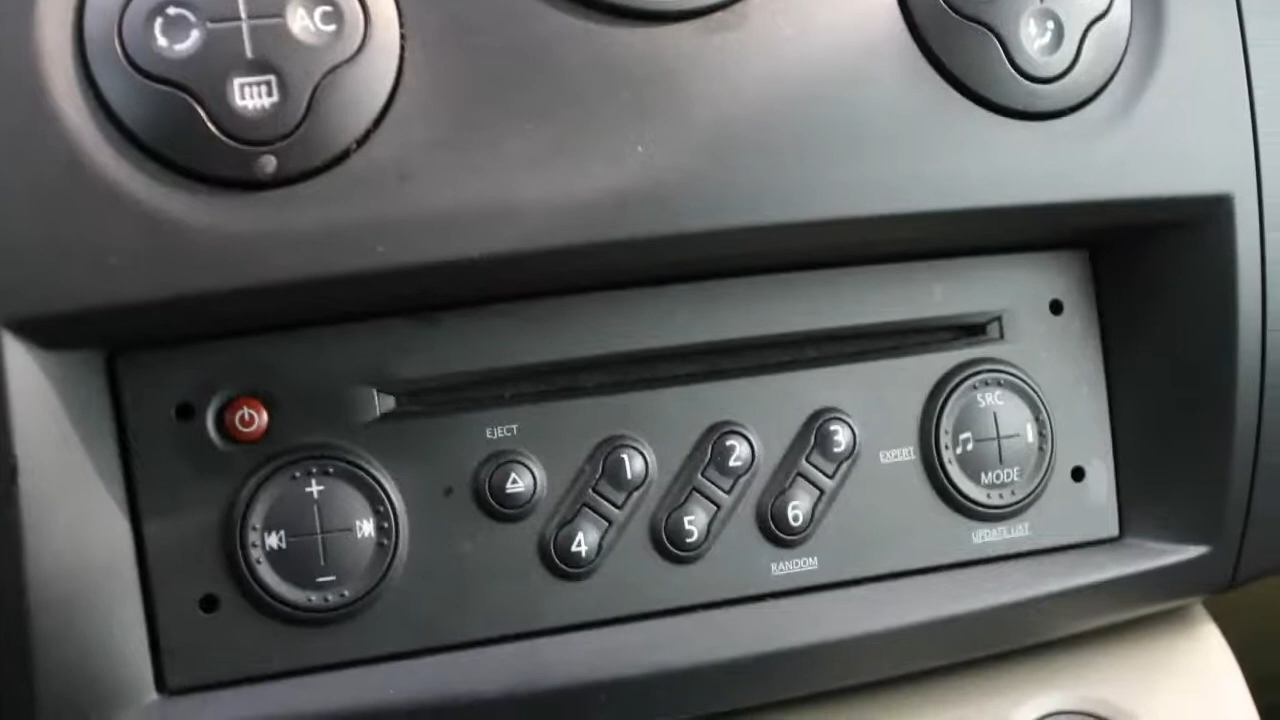 AC
EJECT
1
2
3
4
5
6
RANDOM
EXPERT
SRC
MODE
UPDATE LIST